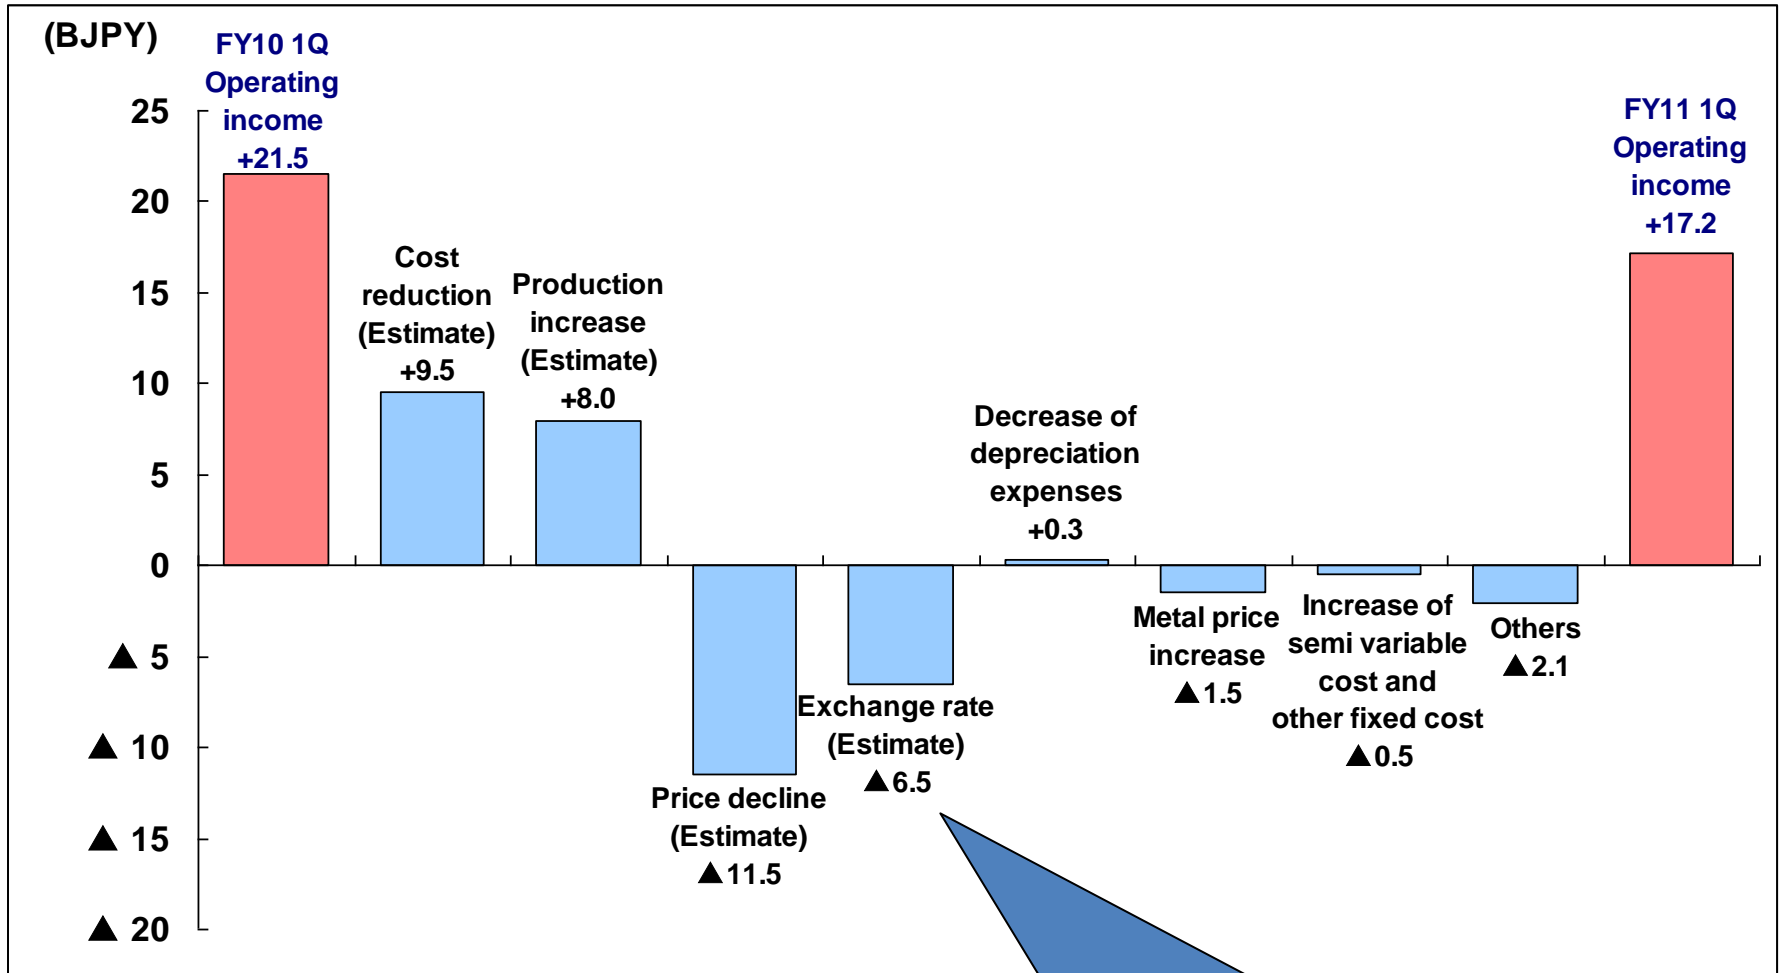 (BJPY)
FY10 1Q
Operating
income
+21.5
Cost
reduction
(Estimate)
+9.5
Production
increase
(Estimate)
+8.0
Price decline
(Estimate)
▲11.5
Exchange rate
(Estimate)
▲6.5
Decrease of
depreciation
expenses
+0.3
Metal price
increase
▲1.5
Increase of
semi variable
cost and
other fixed cost
▲0.5
Others
▲2.1
FY11 1Q
Operating
income
+17.2
25
20
15
10
5
0
▲ 5
▲ 10
▲ 15
▲ 20